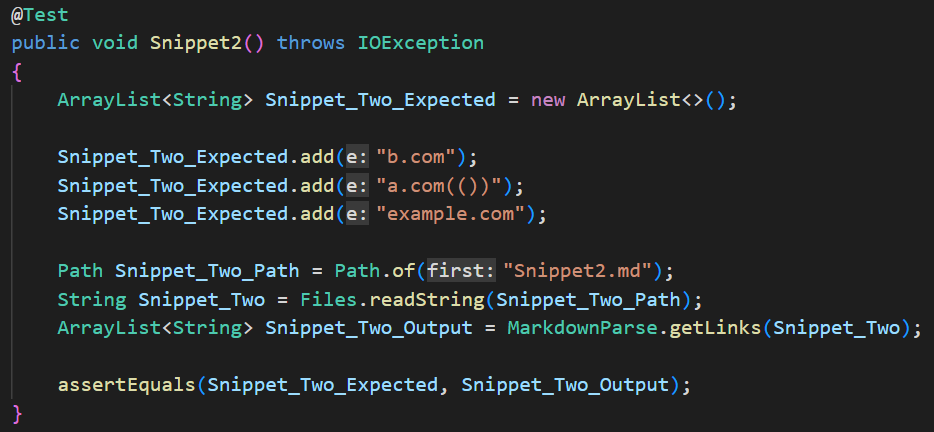 @Test
public void Snippet2() throws IOException
{
ArrayList<String> Snippet_Two_Expected = new ArrayList<>();
Snippet_Two_Expected.add(e: "b.com");
Snippet_Two_Expected.add(e: "a.com(())");
Snippet_Two_Expected.add(e: "example.com");
Path Snippet_Two_Path = Path.of(first: "Snippet2.md");
String Snippet_Two = Files.readString(Snippet_Two_Path);
ArrayList<String> Snippet_Two_Output = MarkdownParse.getLinks(Snippet_Two);
assertEquals(Snippet_Two_Expected, Snippet_Two_Output);
}